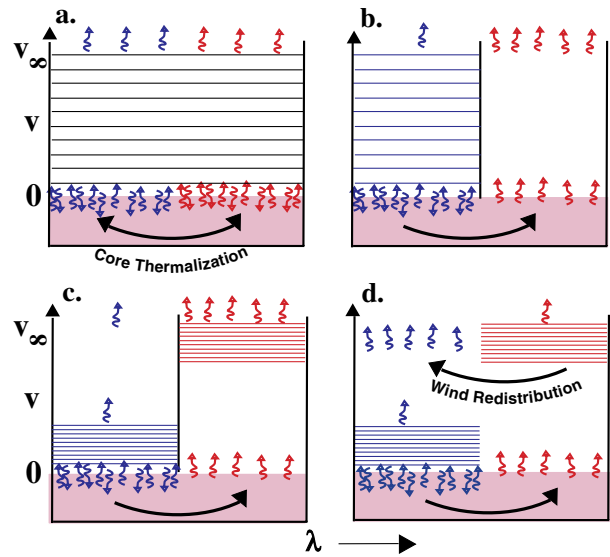 a.
b.
v∞
v
0
Core Thermalization
c.
d.
v∞
v
0
Wind Redistribution
λ